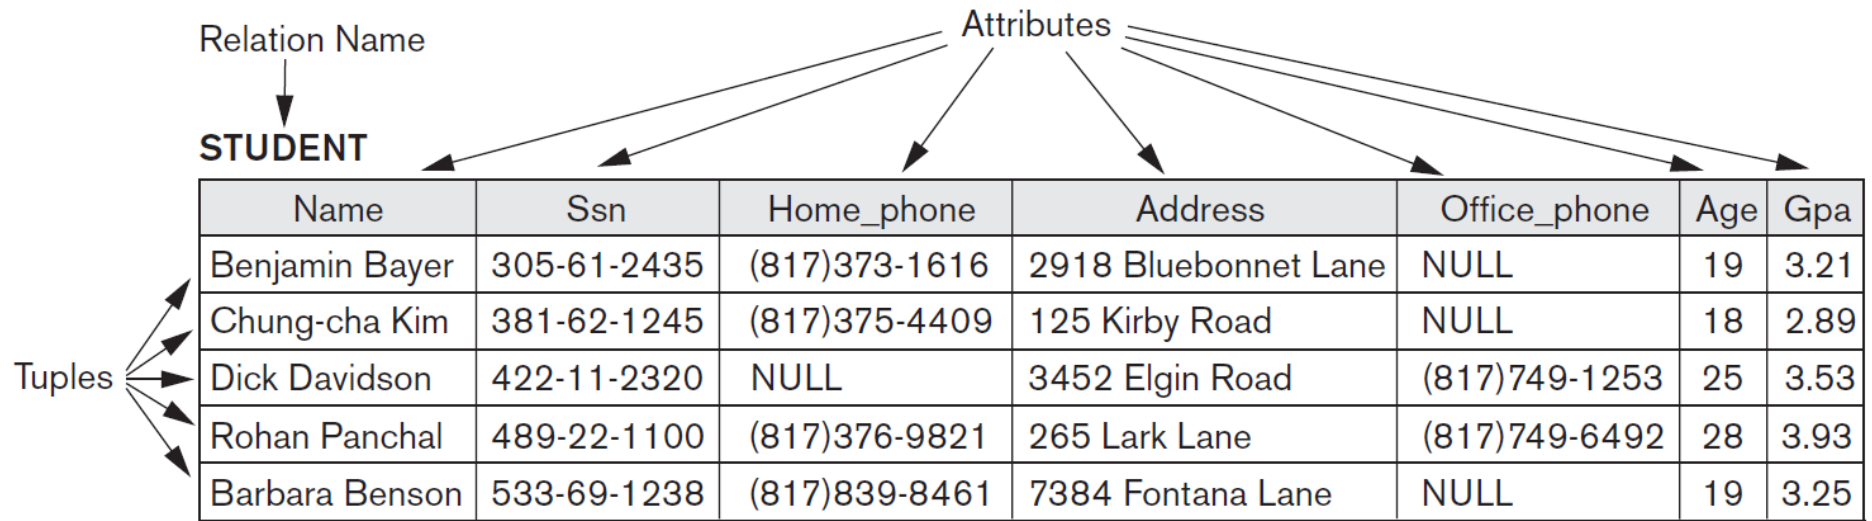 Attributes
Relation Name
STUDENT
Name Ssn Home_phone Address Office_phone Age Gpa
Benjamin Bayer 305-61-2435 (817)373-1616 2918 Bluebonnet Lane NULL 19 3.21
Chung-cha Kim 381-62-1245 (817)375-4409 125 Kirby Road NULL 18 2.89
Tuples Dick Davidson 422-11-2320 NULL 3452 Elgin Road (817)749-1253 25 3.53
Rohan Panchal 489-22-1100 (817)376-9821 265 Lark Lane (817)749-6492 28 3.93
Barbara Benson 533-69-1238 (817)839-8461 7384 Fontana Lane NULL 19 3.25